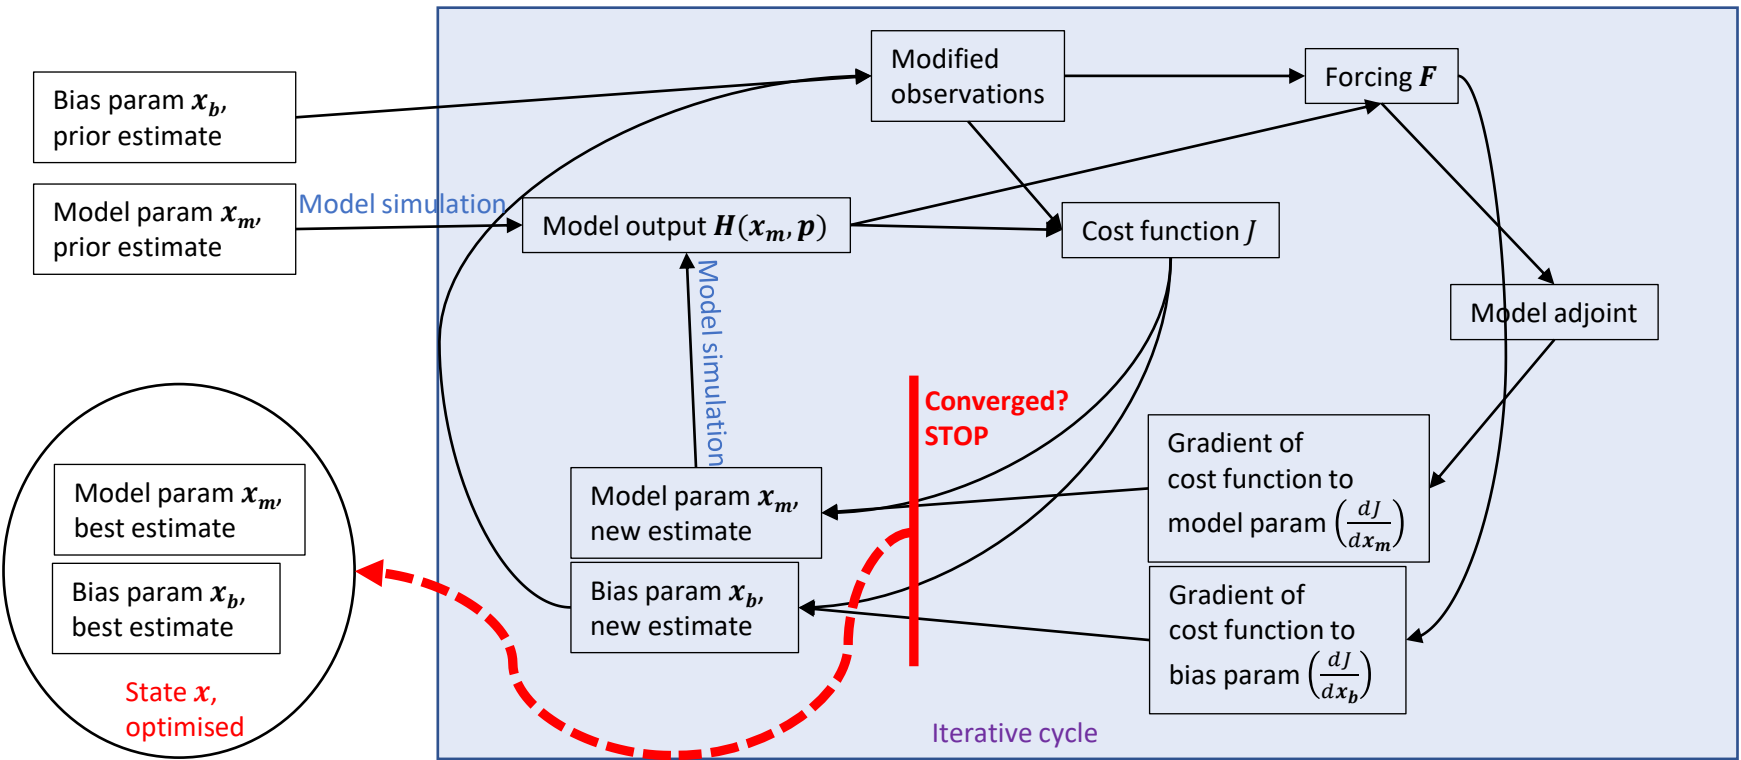 Bias param x_b,
prior estimate
Model param x_m,
prior estimate
Model simulation
Modified
observations
Forcing F
Model output H(x_m, p)
Cost function J
Model adjoint
Model simulation
Converged?
STOP
Gradient of
cost function to
model param (dJ/dx_m)
Gradient of
cost function to
bias param (dJ/dx_b)
Model param x_m,
new estimate
Bias param x_b,
new estimate
Model param x_m,
best estimate
Bias param x_b,
best estimate
State x,
optimised
Iterative cycle